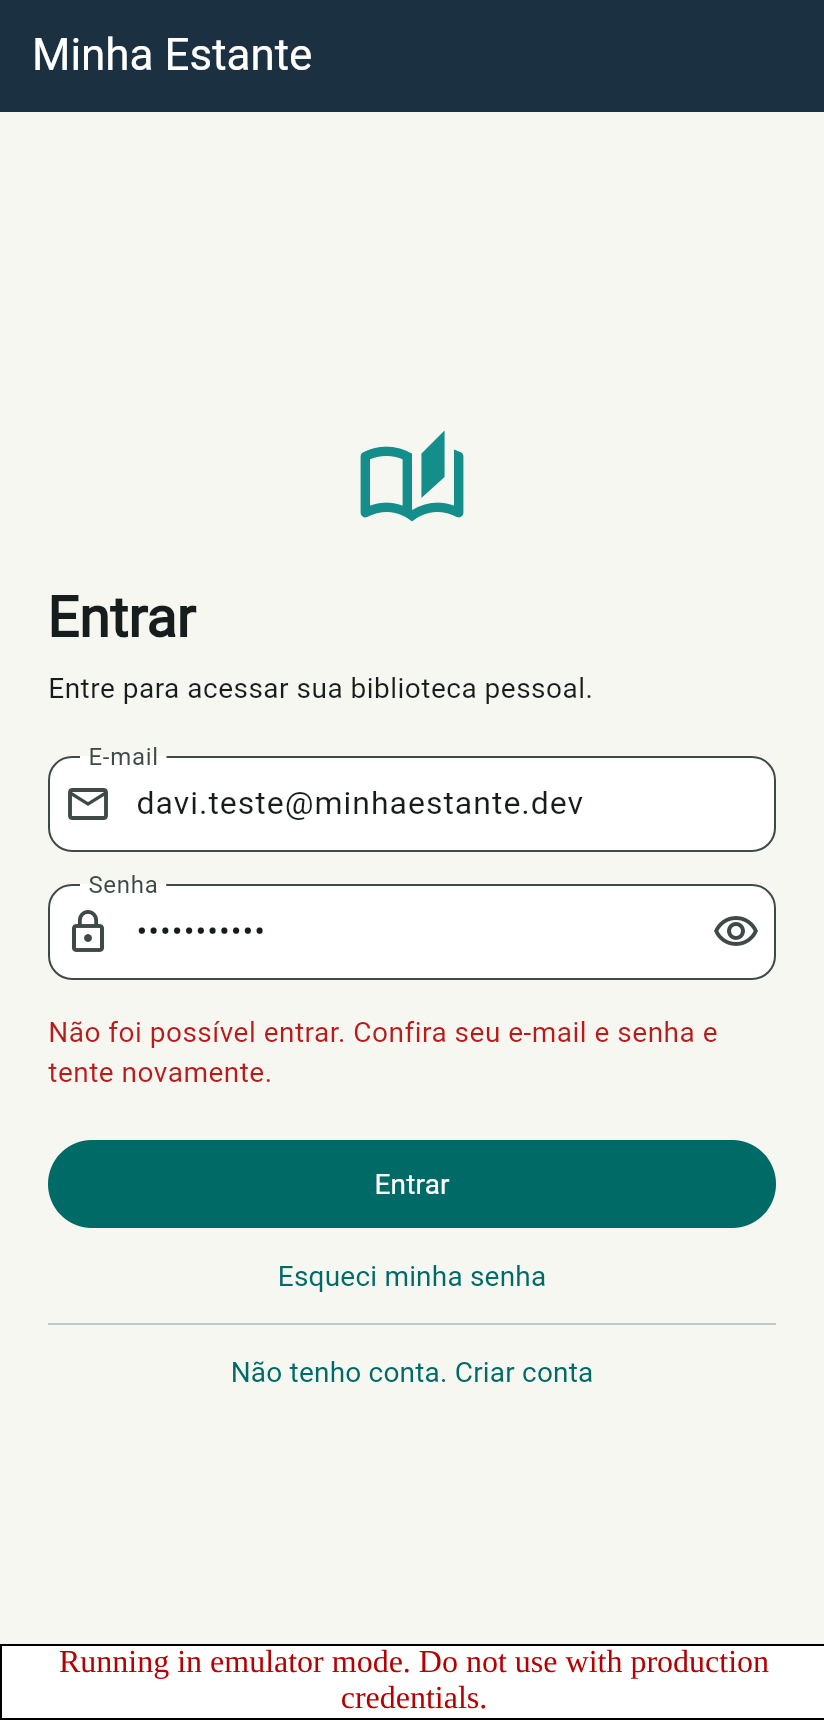 Minha Estante
Entrar
Entre para acessar sua biblioteca pessoal.
E-mail
davi.teste@minhaestante.dev
Senha
•••••••••••
Não foi possível entrar. Confira seu e-mail e senha e
tente novamente.
Entrar
Esqueci minha senha
Não tenho conta. Criar conta
Running in emulator mode. Do not use with production
credentials.